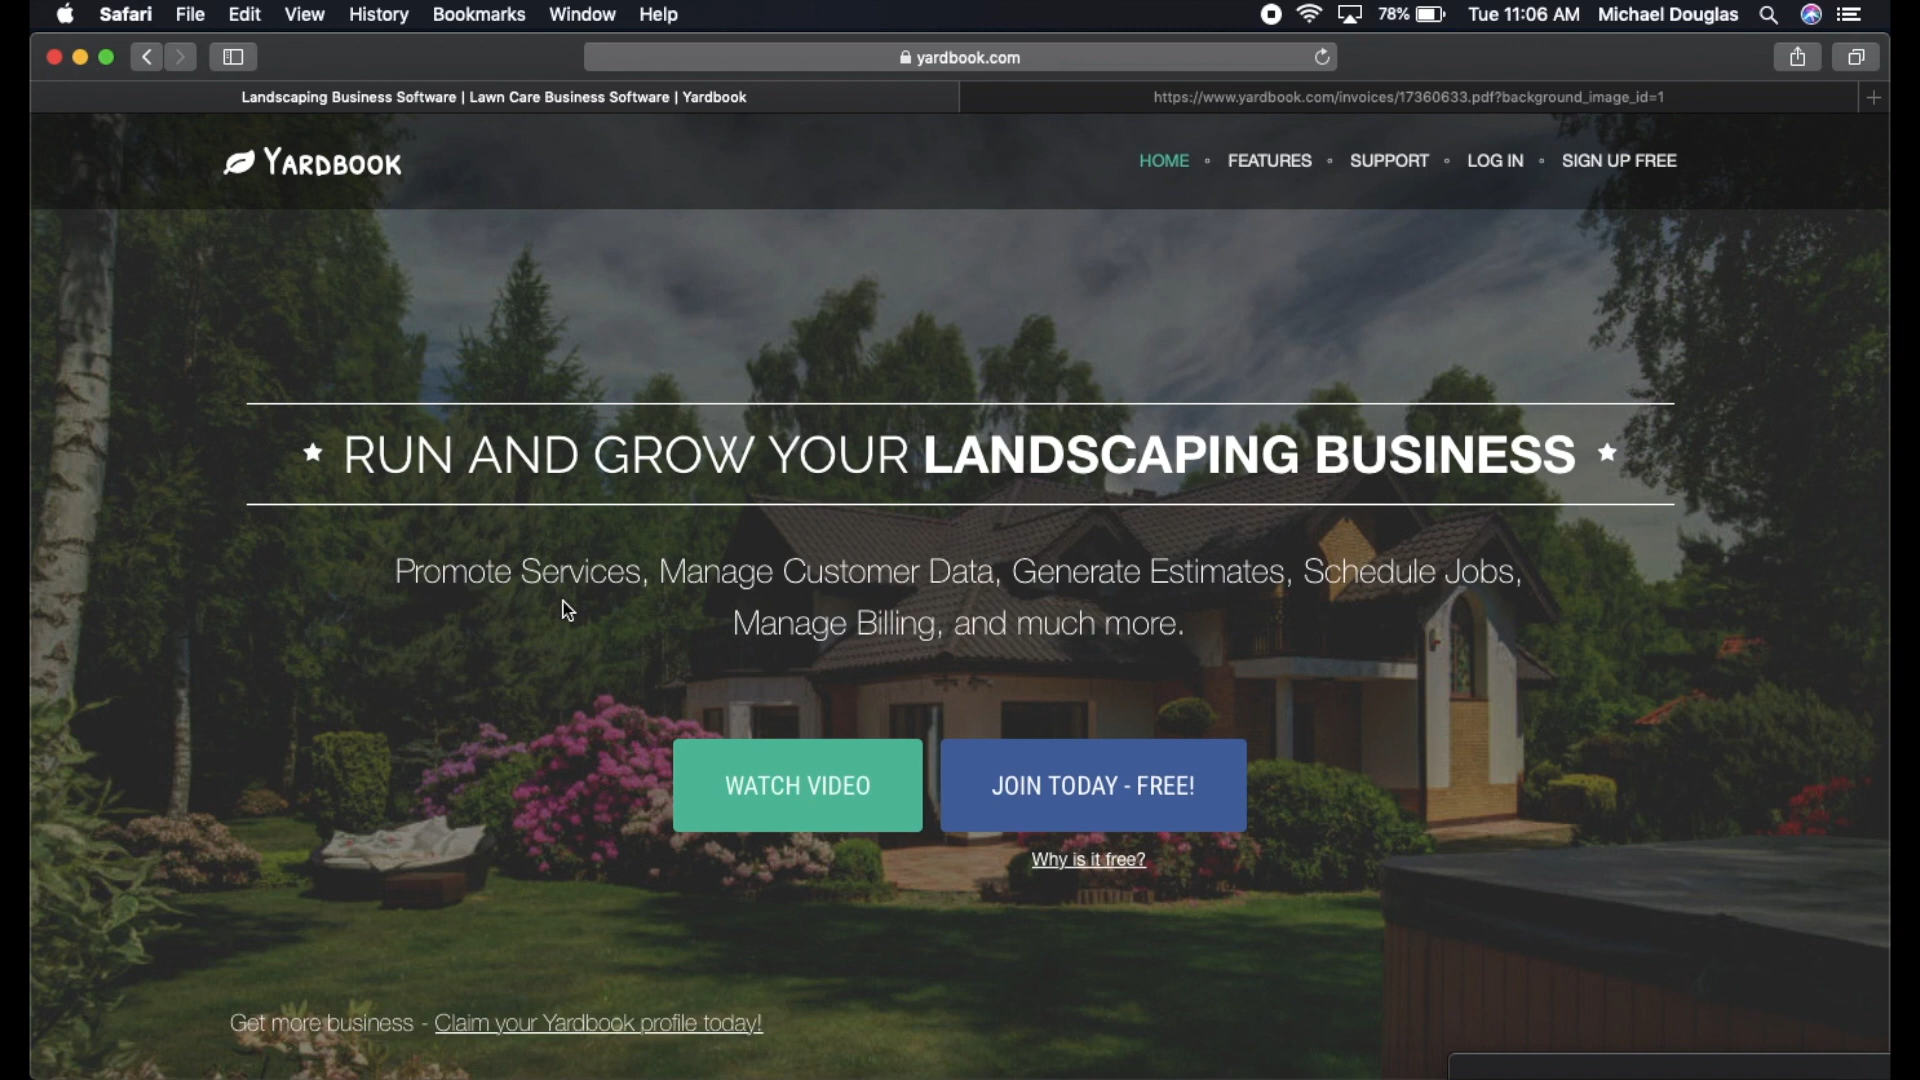 Safari File Edit View History Bookmarks Window Help 78% Tue 11:06 AM Michael Douglas
yardbook.com
Landscaping Business Software | Lawn Care Business Software | Yardbook
https://www.yardbook.com/invoices/17360633.pdf?background_image_id=1
YARDBOOK
HOME FEATURES SUPPORT LOG IN SIGN UP FREE
RUN AND GROW YOUR LANDSCAPING BUSINESS
Promote Services, Manage Customer Data, Generate Estimates, Schedule Jobs,
Manage Billing, and much more.
WATCH VIDEO
JOIN TODAY - FREE!
Why is it free?
Get more business - Claim your Yardbook profile today!